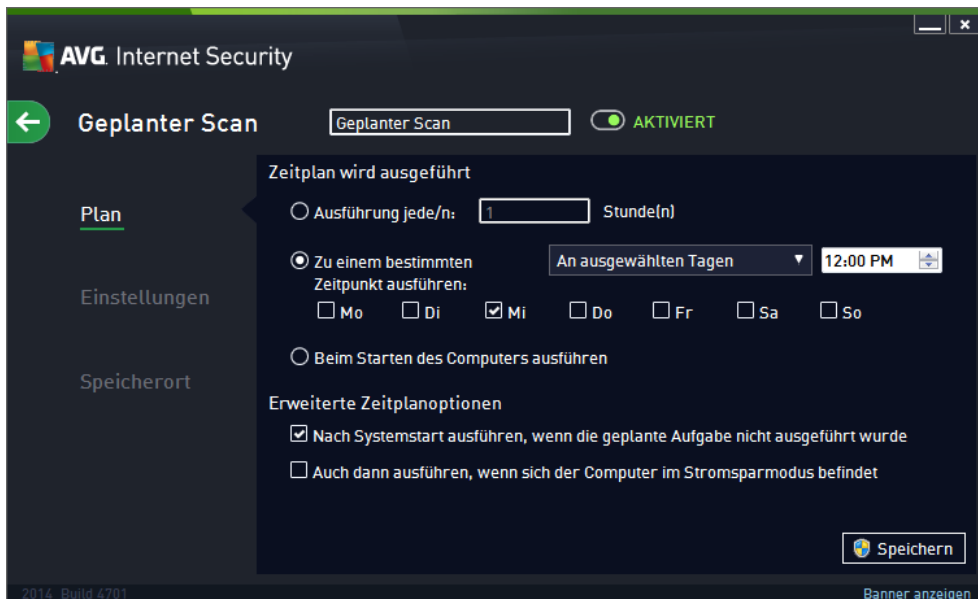 AVG. Internet Security
Geplanter Scan
Geplanter Scan
AKTIVIERT
Plan
Einstellungen
Speicherort
Zeitplan wird ausgeführt
Ausführung jede/n: 1 Stunde(n)
Zu einem bestimmten
Zeitpunkt ausführen:
An ausgewählten Tagen
12:00 PM
Mo Di Mi Do Fr Sa So
Beim Starten des Computers ausführen
Erweiterte Zeitplanoptionen
Nach Systemstart ausführen, wenn die geplante Aufgabe nicht ausgeführt wurde
Auch dann ausführen, wenn sich der Computer im Stromsparmodus befindet
Speichern
2014 Build 4701
Banner anzeigen